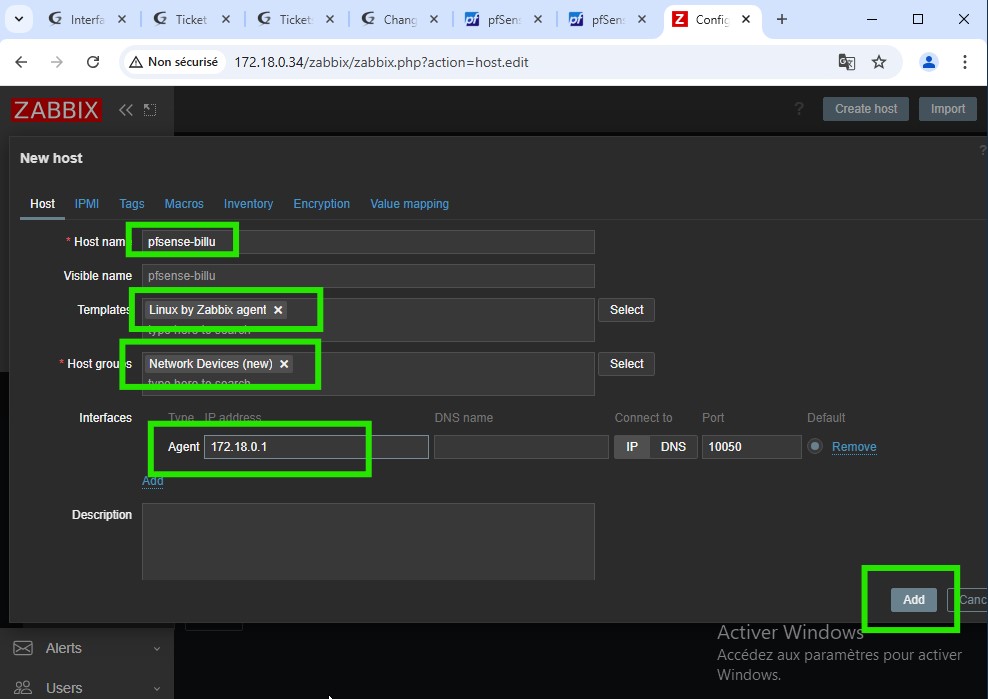 Interfa
Ticket
Ticket
Chang
pfSens
pfSens
Config
Non sécurisé
172.18.0.34/zabbix/zabbix.php?action=host.edit
ZABBIX
?
Create host
Import
New host
?
Host
IPMI
Tags
Macros
Inventory
Encryption
Value mapping
* Host name
pfsense-billu
Visible name
pfsense-billu
Templates
Linux by Zabbix agent
type here to search
Select
* Host groups
Network Devices (new)
type here to search
Select
Interfaces
Type IP address DNS name Connect to Port Default
Agent 172.18.0.1 IP DNS 10050 Remove
Add
Description
Add
Canc
Alerts
Users
Activer Windows
Accédez aux paramètres pour activer
Windows.